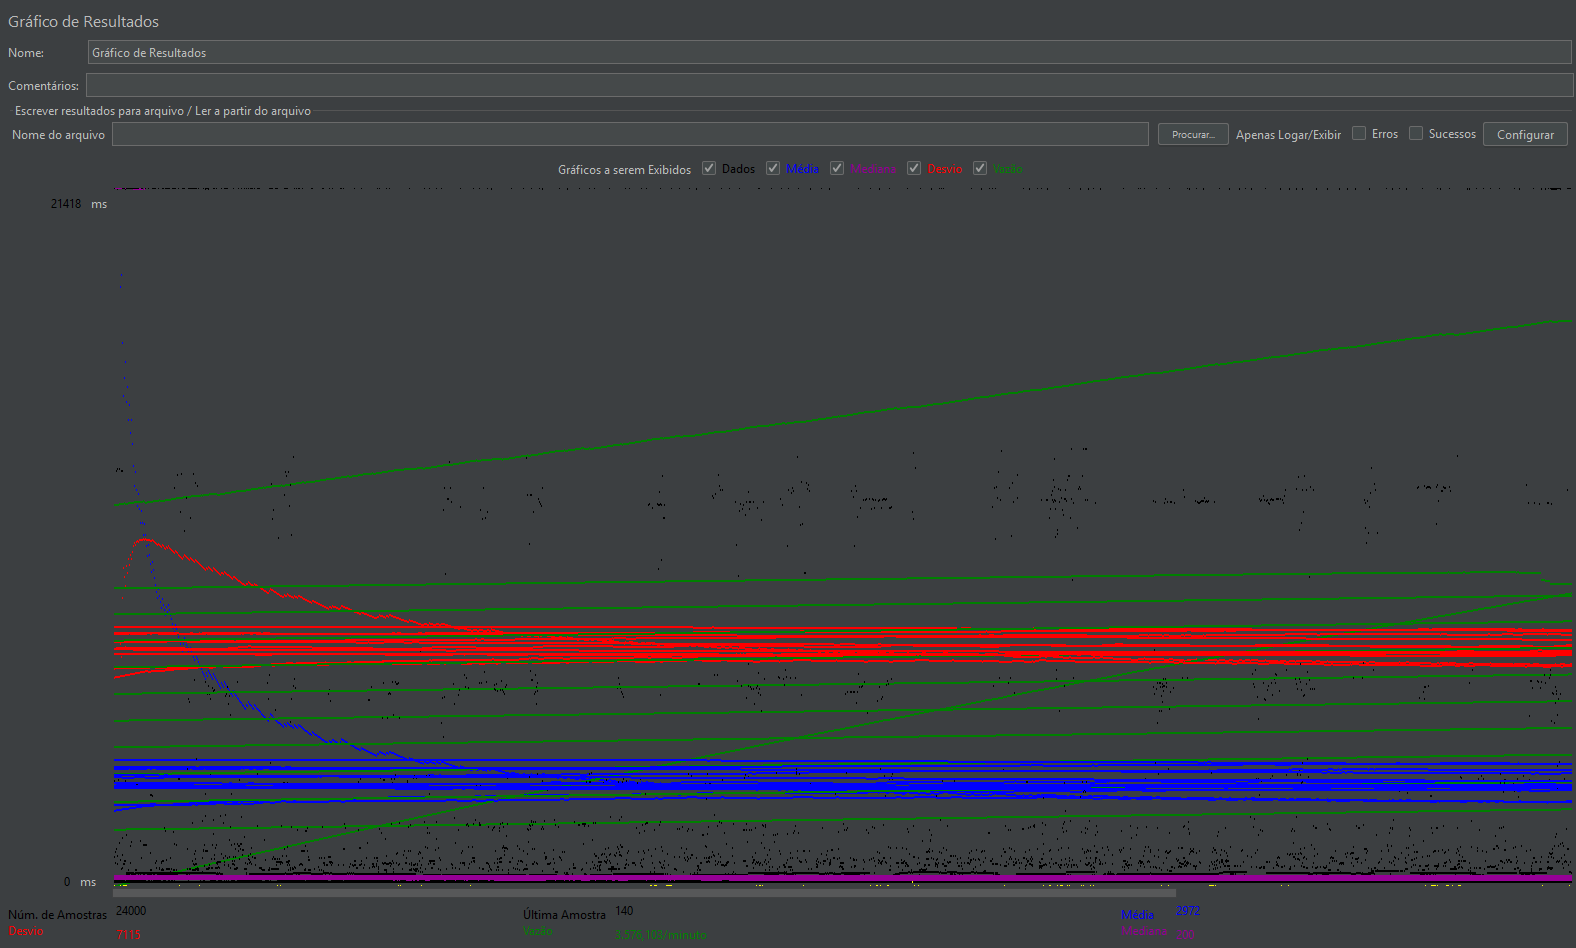 Gráfico de Resultados
Nome: Gráfico de Resultados
Comentários:
Escrever resultados para arquivo / Ler a partir do arquivo
Nome do arquivo Procurar... Apenas Logar/Exibir Erros Sucessos Configurar
Gráficos a serem Exibidos Dados Média Mediana Desvio Vazão
21418 ms
0 ms
Núm. de Amostras 24000 Última Amostra 140 Média 2972
Desvio 7115 Vazão 3.576,103/minuto Mediana